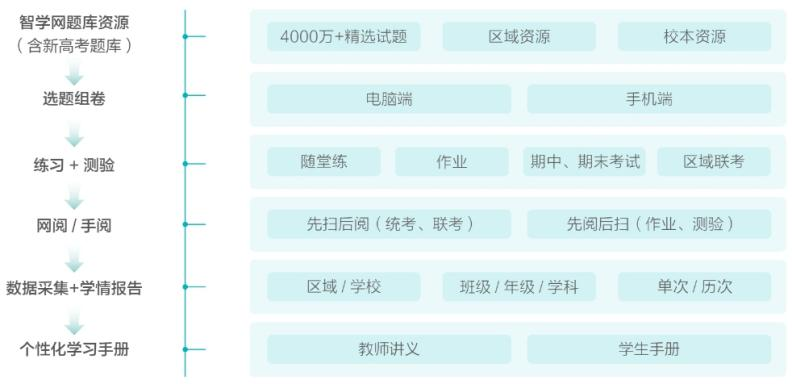 智学网题库资源
（含新高考题库）
4000万+精选试题
区域资源
校本资源
选题组卷
电脑端
手机端
练习 + 测验
随堂练
作业
期中、期末考试
区域联考
网阅 / 手阅
先扫后阅（统考、联考）
先阅后扫（作业、测验）
数据采集+学情报告
区域 / 学校
班级 / 年级 / 学科
单次 / 历次
个性化学习手册
教师讲义
学生手册